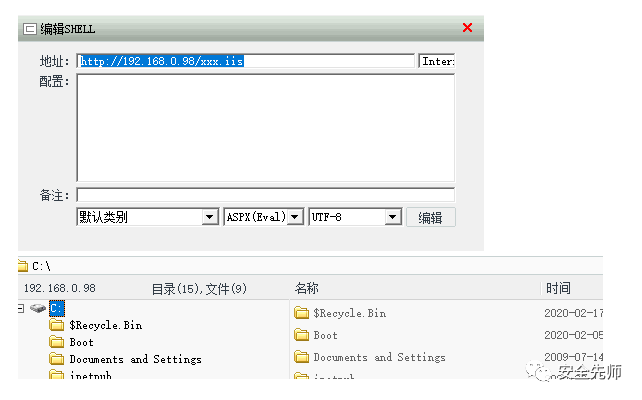 编辑SHELL
地址: http://192.168.0.98/xxx.iis Inter
配置:
备注:
默认类别 ASPX(Eval) UTF-8 编辑
C:\
192.168.0.98 目录(15),文件(9) 名称 时间
C:
$Recycle.Bin
Boot
Documents and Settings
inetpub
$Recycle.Bin 2020-02-17
Boot 2020-02-05
Documents and Settings 2009-07-14
inetpub
安全先师